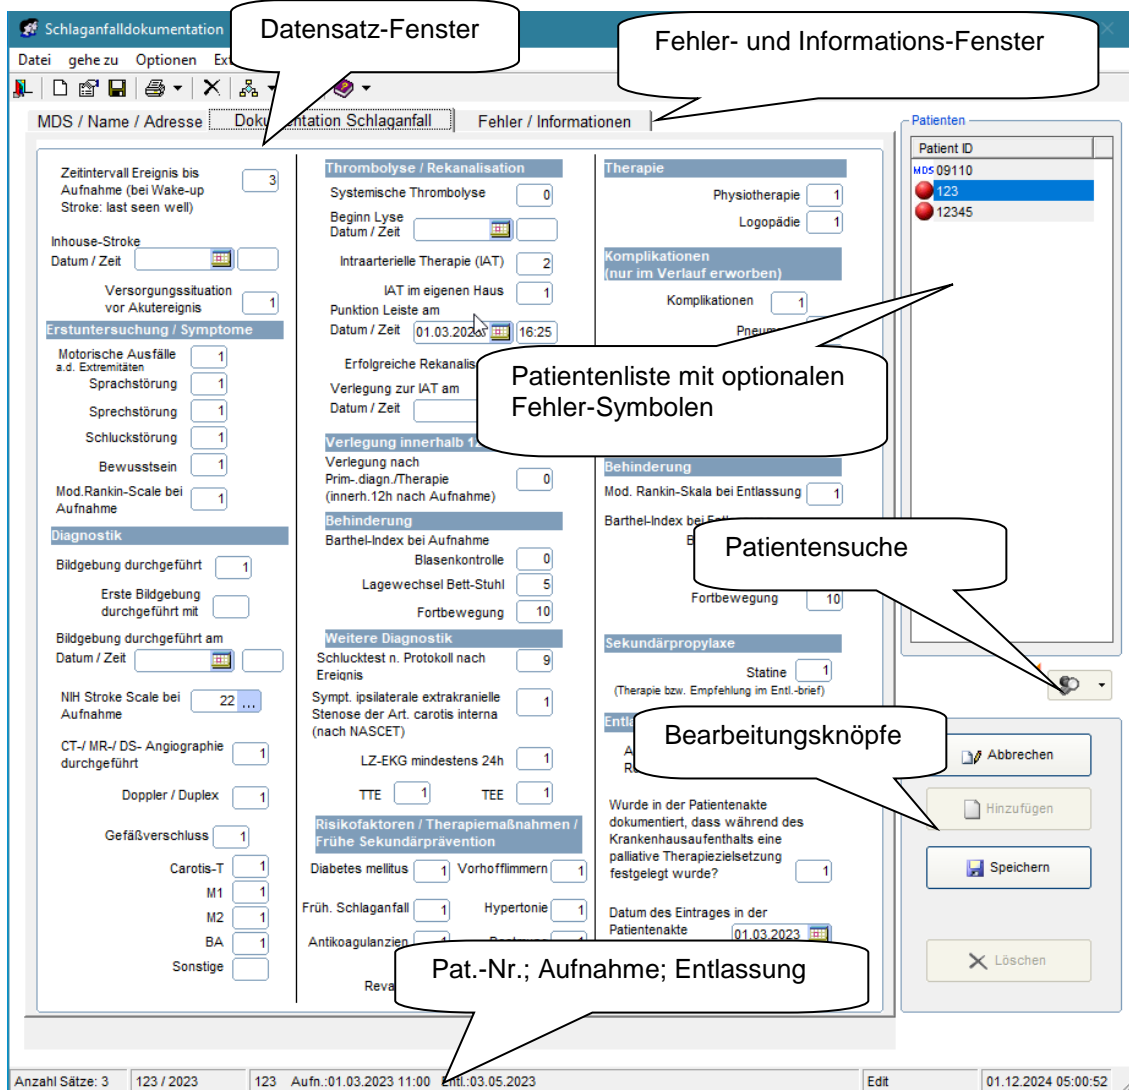 Schlaganfalldokumentation
Datensatz-Fenster
Fehler- und Informations-Fenster
Datei gehe zu Optionen
MDS / Name / Adresse
Dokumentation Schlaganfall
Fehler / Informationen
Zeitintervall Ereignis bis
Aufnahme (bei Wake-up
Stroke: last seen well)
3
Inhouse-Stroke
Datum / Zeit
Versorgungssituation
vor Akutereignis 1
Erstuntersuchung / Symptome
Motorische Ausfälle
a.d. Extremitäten 1
Sprachstörung 1
Sprechstörung 1
Schluckstörung 1
Bewusstsein 1
Mod.Rankin-Scale bei
Aufnahme 1
Diagnostik
Bildgebung durchgeführt 1
Erste Bildgebung
durchgeführt mit
Bildgebung durchgeführt am
Datum / Zeit
NIH Stroke Scale bei
Aufnahme 22 ...
CT-/ MR-/ DS- Angiographie
durchgeführt 1
Doppler / Duplex 1
Gefäßverschluss 1
Carotis-T 1
M1 1
M2 1
BA 1
Sonstige
Thrombolyse / Rekanalisation
Systemische Thrombolyse 0
Beginn Lyse
Datum / Zeit
Intraarterielle Therapie (IAT) 2
IAT im eigenen Haus 1
Punktion Leiste am
Datum / Zeit 16:25
Erfolgreiche
Verlegung zur IAT am
Datum / Zeit
Verlegung innerhalb
Verlegung nach
Prim-.diagn./Therapie
(innerh.12h nach Aufnahme) 0
Behinderung
Barthel-Index bei Aufnahme
Blasenkontrolle 0
Lagewechsel Bett-Stuhl 5
Fortbewegung 10
Weitere Diagnostik
Schlucktest n. Protokoll nach
Ereignis 9
Sympt. ipsilaterale extrakranielle
Stenose der Art. carotis interna
(nach NASCET) 1
LZ-EKG mindestens 24h 1
TTE 1 TEE 1
Risikofaktoren / Therapiemaßnahmen /
Frühe Sekundärprävention
Diabetes mellitus 1 Vorhofflimmern 1
Früh. Schlaganfall 1 Hypertonie 1
Antikoagulanzien
Therapie
Physiotherapie 1
Logopädie 1
Komplikationen
(nur im Verlauf erworben)
Komplikationen 1
Patientenliste mit optionalen
Fehler-Symbolen
Behinderung
Mod. Rankin-Skala bei Entlassung 1
Barthel-Index bei
Patientensuche
Fortbewegung 10
Sekundärpropylaxe
Statine 1
(Therapie bzw. Empfehlung im Entl.-brief)
Bearbeitungsknöpfe
Wurde in der Patientenakte
dokumentiert, dass während des
Krankenhausaufenthalts eine
palliative Therapiezielsetzung
festgelegt wurde? 1
Datum des Eintrages in der
Patientenakte 01.03.2023
Pat.-Nr.; Aufnahme; Entlassung
Patienten
Patient ID
MDS 09110
123
12345
Abbrechen
Hinzufügen
Speichern
Löschen
Anzahl Sätze: 3 123 / 2023 123 Aufn.:01.03.2023 11:00 Entl.:03.05.2023 Edit 01.12.2024 05:00:52